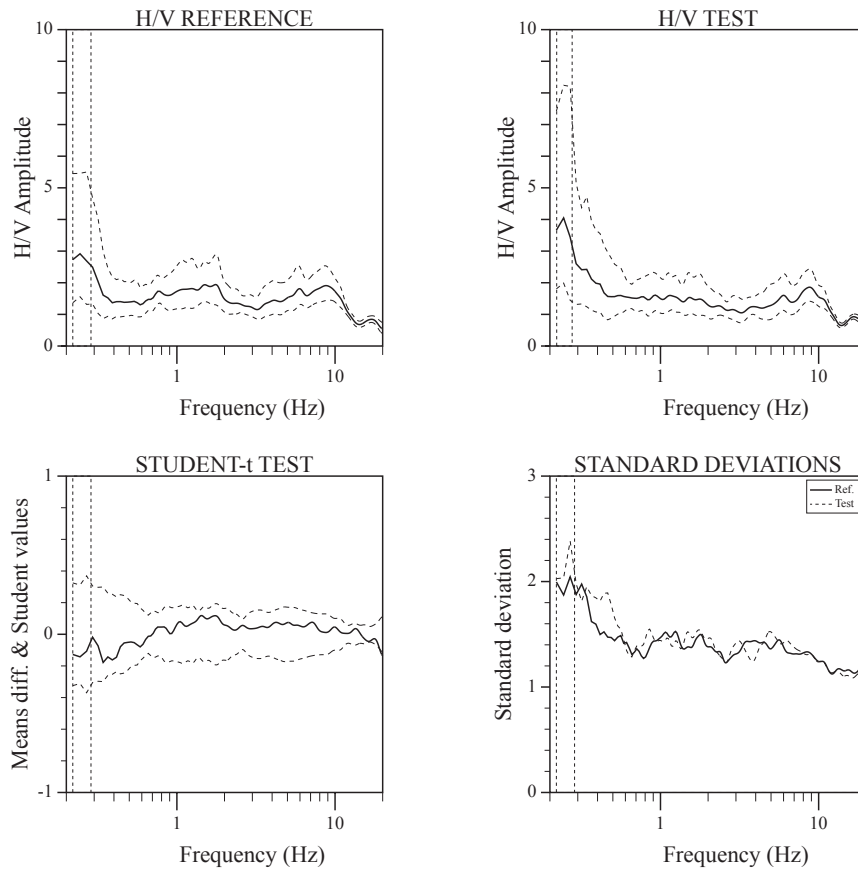 H/V REFERENCE
10
5
0
H/V Amplitude
1
10
Frequency (Hz)
H/V TEST
10
5
0
H/V Amplitude
1
10
Frequency (Hz)
STUDENT-t TEST
1
0
-1
Means diff. & Student values
1
10
Frequency (Hz)
STANDARD DEVIATIONS
3
2
1
0
Standard deviation
Ref.
Test
1
10
Frequency (Hz)